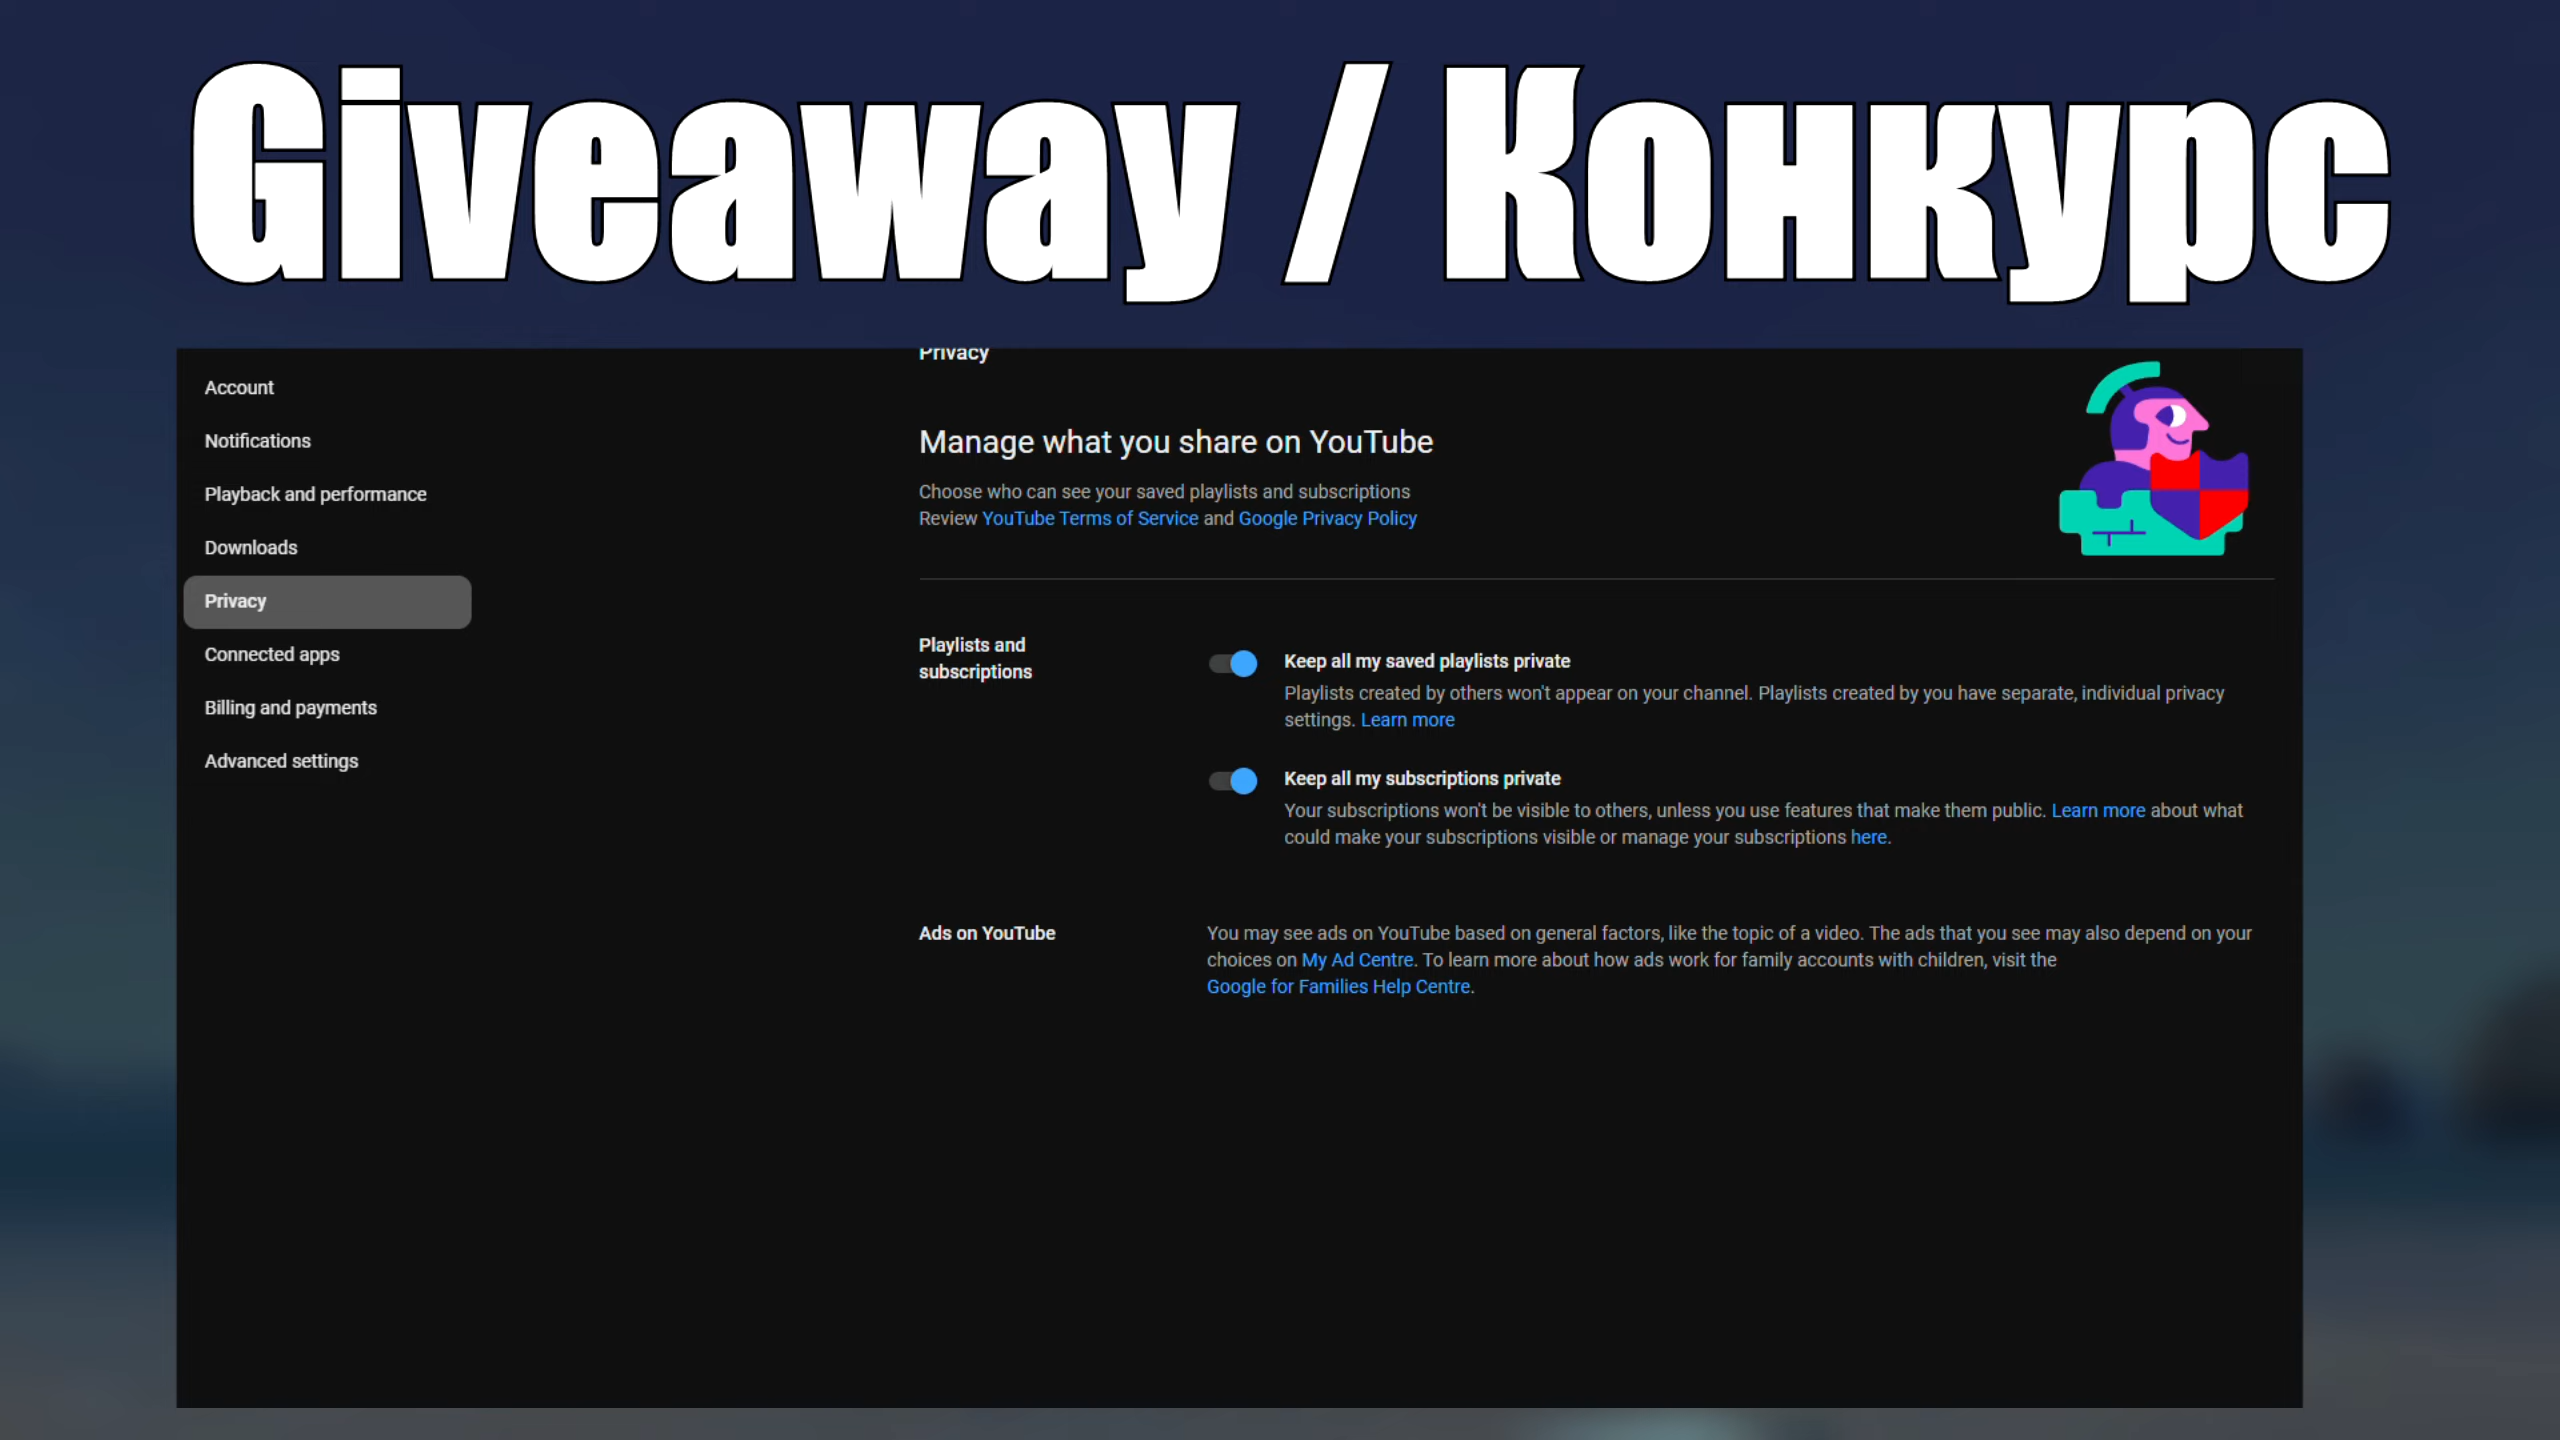 Giveaway / Конкурс
Privacy
Account
Notifications
Playback and performance
Downloads
Privacy
Connected apps
Billing and payments
Advanced settings
Manage what you share on YouTube
Choose who can see your saved playlists and subscriptions
Review YouTube Terms of Service and Google Privacy Policy
Playlists and
subscriptions
Keep all my saved playlists private
Playlists created by others won't appear on your channel. Playlists created by you have separate, individual privacy
settings. Learn more
Keep all my subscriptions private
Your subscriptions won't be visible to others, unless you use features that make them public. Learn more about what
could make your subscriptions visible or manage your subscriptions here.
Ads on YouTube
You may see ads on YouTube based on general factors, like the topic of a video. The ads that you see may also depend on your
choices on My Ad Centre. To learn more about how ads work for family accounts with children, visit the
Google for Families Help Centre.